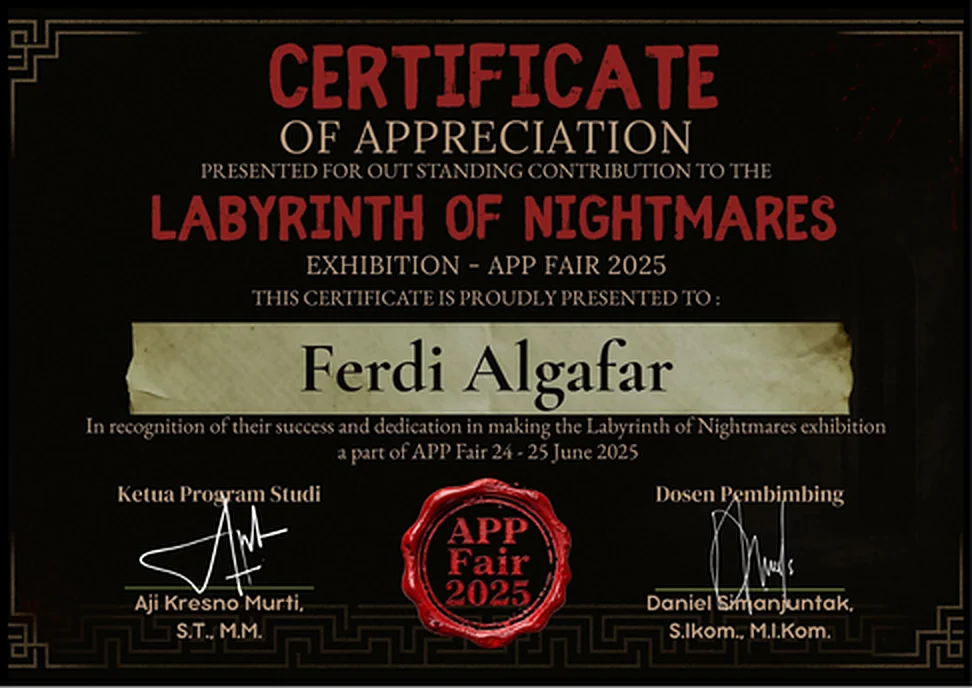 CERTIFICATE
OF APPRECIATION
PRESENTED FOR OUT STANDING CONTRIBUTION TO THE
LABYRINTH OF NIGHTMARES
EXHIBITION - APP FAIR 2025
THIS CERTIFICATE IS PROUDLY PRESENTED TO :
Ferdi Algafar
In recognition of their success and dedication in making the Labyrinth of Nightmares exhibition
a part of APP Fair 24 - 25 June 2025
Ketua Program Studi
Aji Kresno Murti,
S.T., M.M.
APP
Fair
2025
Dosen Pembimbing
Daniel Simanjuntak,
S.Ikom., M.I.Kom.